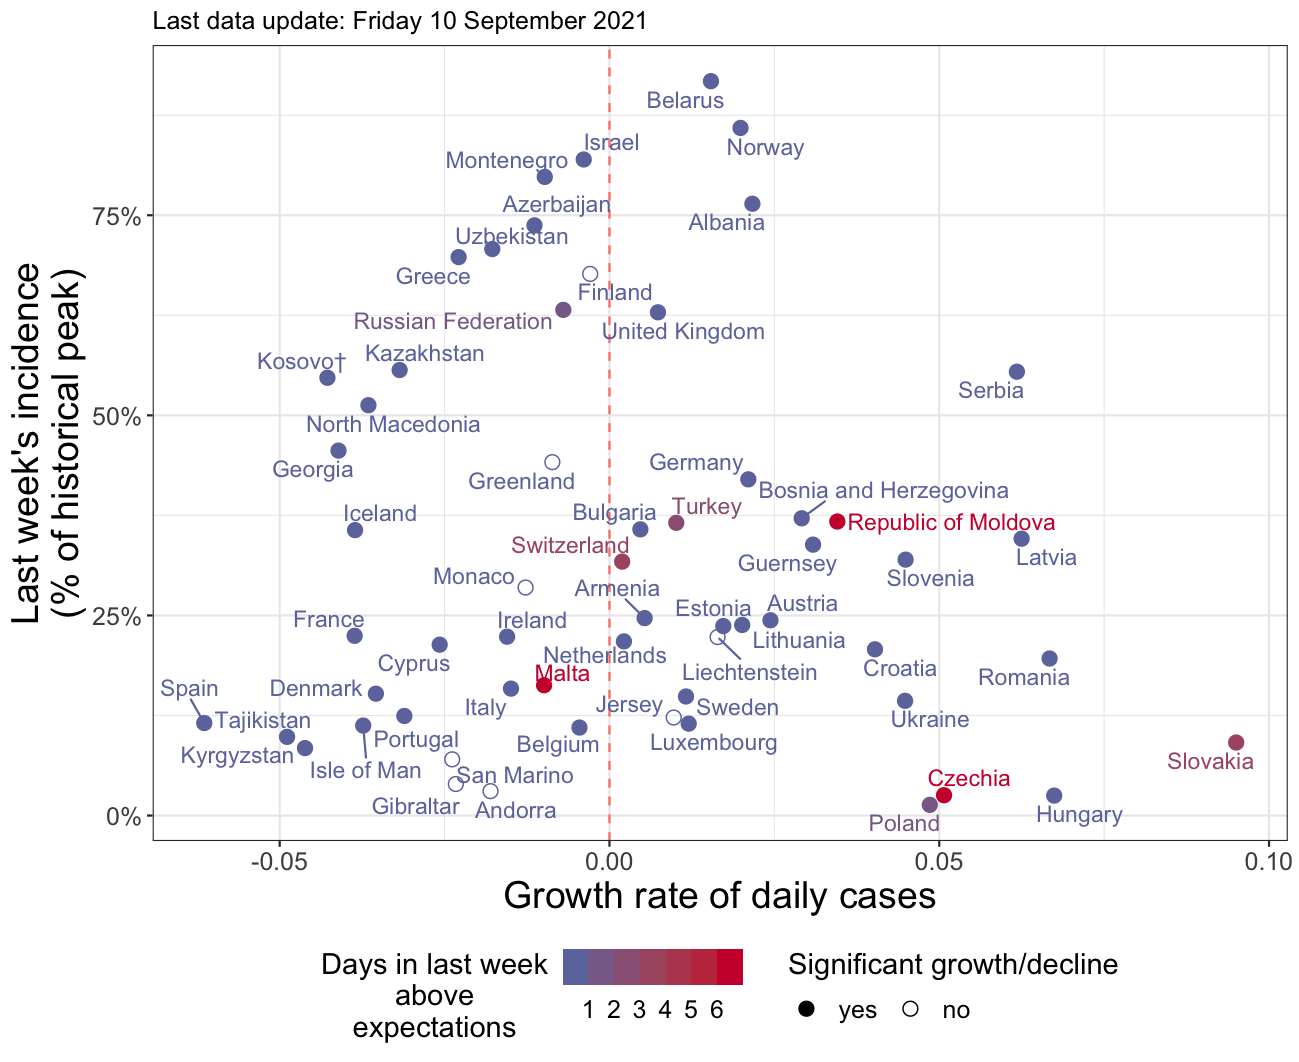 Last data update: Friday 10 September 2021
Last week's incidence
(% of historical peak)
75%
50%
25%
0%
Belarus
Norway
Israel
Montenegro
Azerbaijan
Albania
Uzbekistan
Greece
Finland
Russian Federation
United Kingdom
Kazakhstan
Kosovo†
Serbia
North Macedonia
Georgia
Germany
Greenland
Bosnia and Herzegovina
Turkey
Iceland
Bulgaria
Republic of Moldova
Switzerland
Latvia
Guernsey
Monaco
Slovenia
Armenia
Austria
Estonia
France
Ireland
Lithuania
Netherlands
Cyprus
Croatia
Liechtenstein
Malta
Romania
Spain
Denmark
Italy
Jersey
Sweden
Tajikistan
Ukraine
Portugal
Belgium
Luxembourg
Kyrgyzstan
Slovakia
Isle of Man
San Marino
Czechia
Gibraltar
Andorra
Hungary
Poland
-0.05
0.00
0.05
0.10
Growth rate of daily cases
Days in last week
above
expectations
1 2 3 4 5 6
Significant growth/decline
yes
no